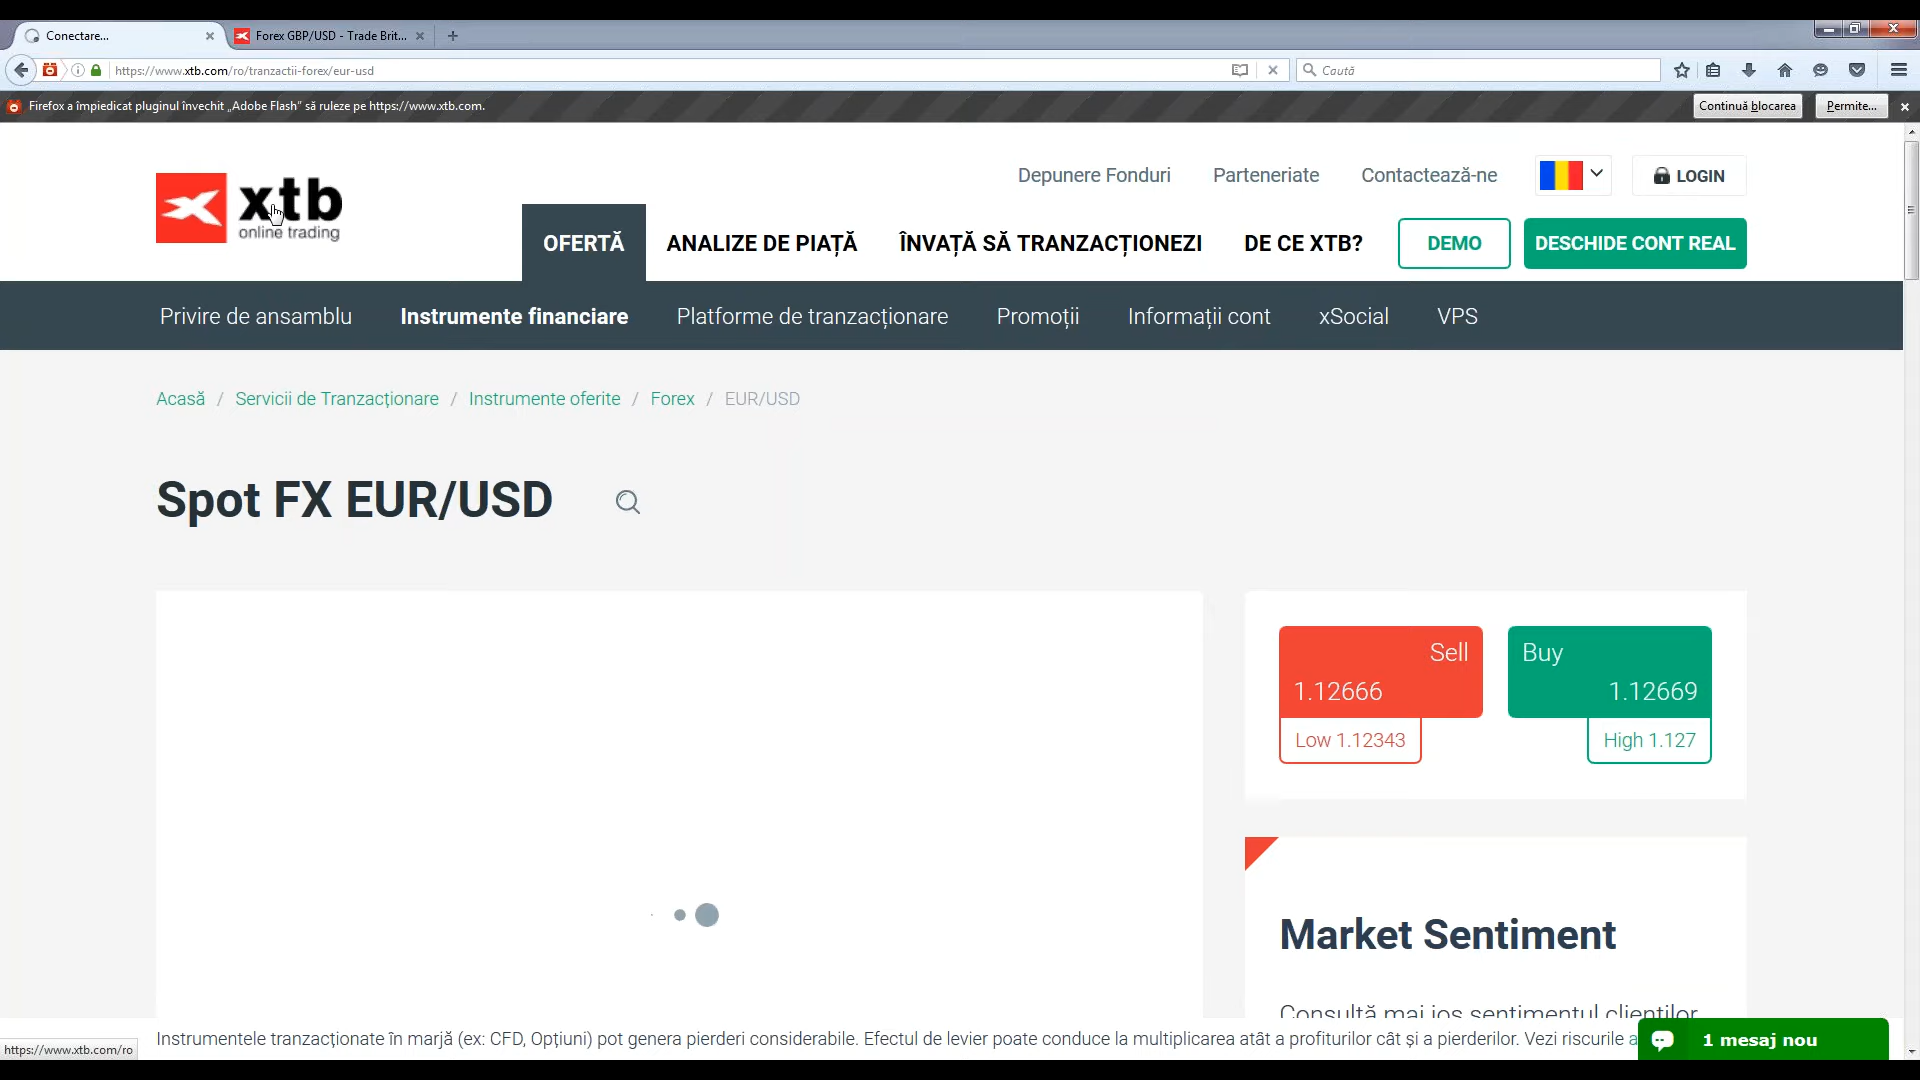 Conectare...
Forex GBP/USD - Trade Brit...
https://www.xtb.com/ro/tranzactii-forex/eur-usd
Caută
Firefox a împiedicat pluginul învechit „Adobe Flash” să ruleze pe https://www.xtb.com.
Continuă blocarea
Permite...
xtb
online trading
Depunere Fonduri
Parteneriate
Contactează-ne
LOGIN
OFERTĂ
ANALIZE DE PIAȚĂ
ÎNVAȚĂ SĂ TRANZACȚIONEZI
DE CE XTB?
DEMO
DESCHIDE CONT REAL
Privire de ansamblu
Instrumente financiare
Platforme de tranzacționare
Promoții
Informații cont
xSocial
VPS
Acasă / Servicii de Tranzacționare / Instrumente oferite / Forex / EUR/USD
Spot FX EUR/USD
Sell
1.12666
Low 1.12343
Buy
1.12669
High 1.127
Market Sentiment
Consultă mai jos sentimentul clienților
Instrumentele tranzacționate în marjă (ex: CFD, Opțiuni) pot genera pierderi considerabile. Efectul de levier poate conduce la multiplicarea atât a profiturilor cât și a pierderilor. Vezi riscurile a
1 mesaj nou
https://www.xtb.com/ro